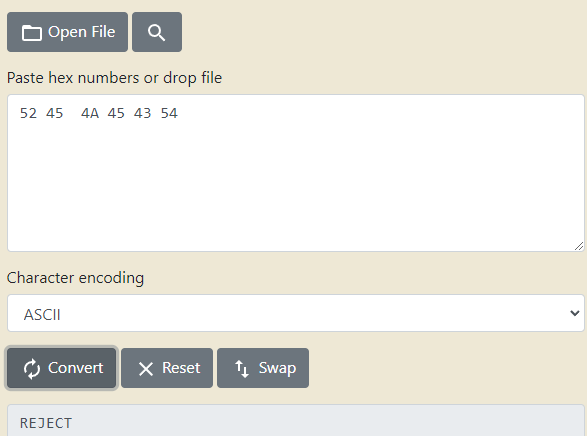 Open File
Paste hex numbers or drop file
52 45  4A 45 43 54
Character encoding
ASCII
Convert Reset Swap
REJECT